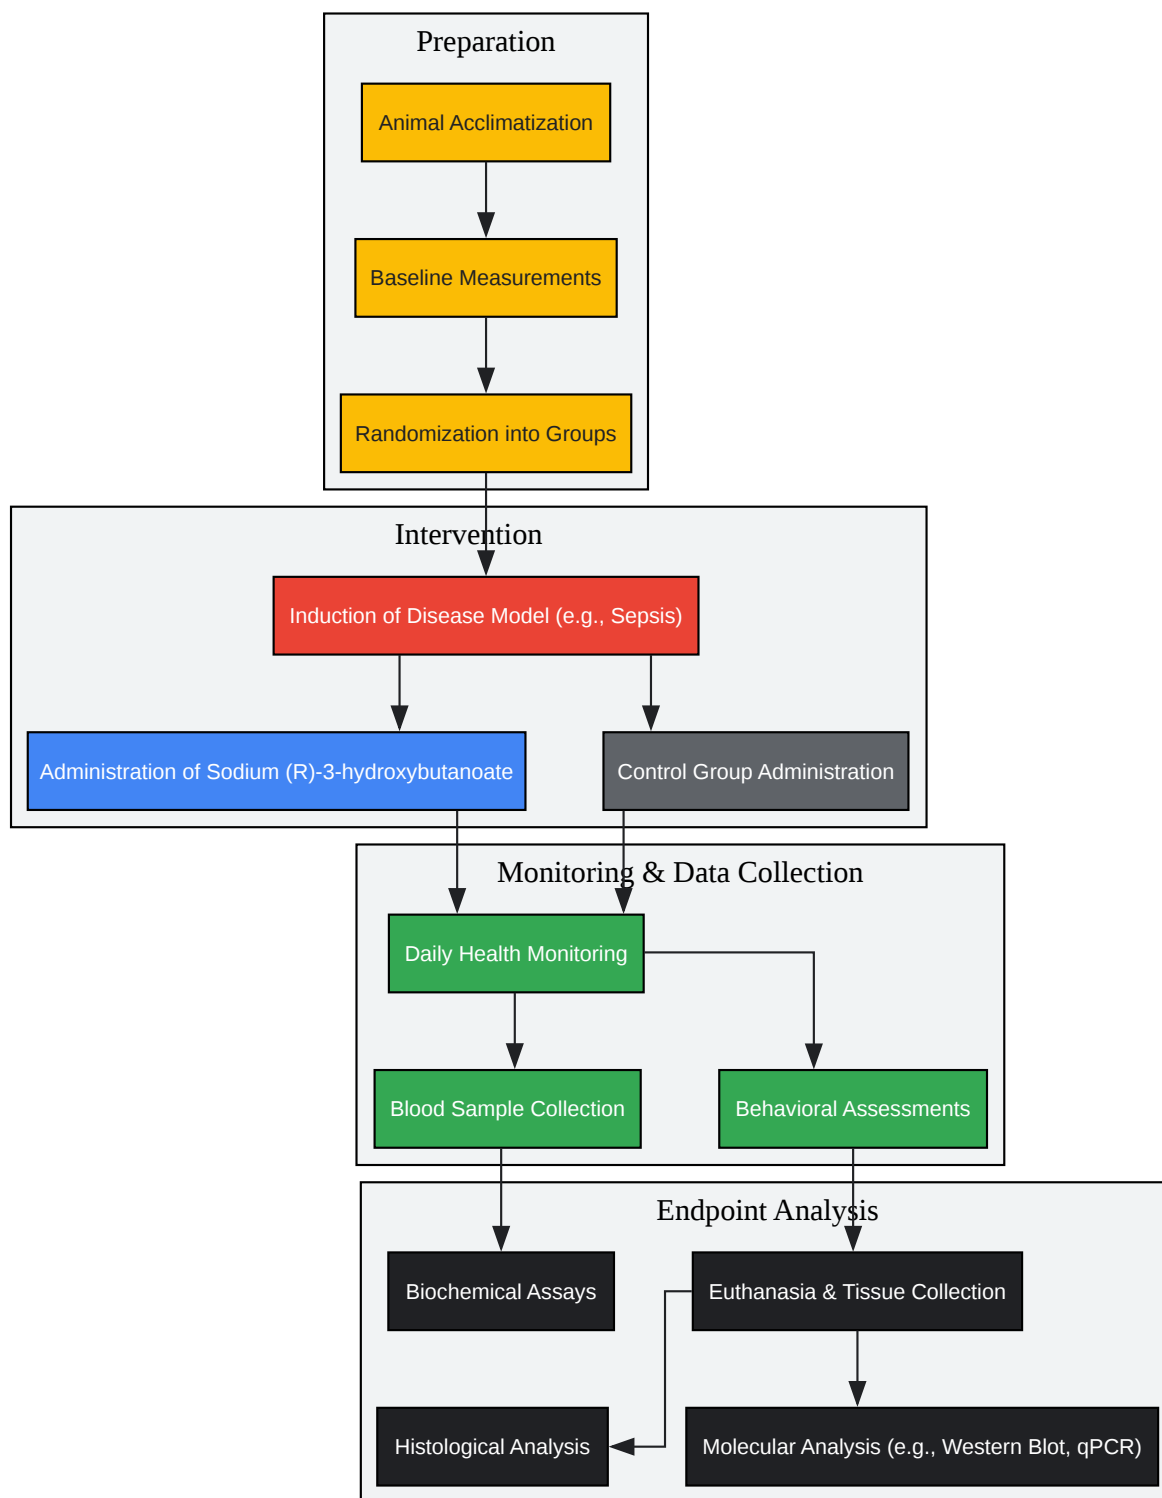 Preparation
Animal Acclimatization
Baseline Measurements
Randomization into Groups
Intervention
Induction of Disease Model (e.g., Sepsis)
Administration of Sodium (R)-3-hydroxybutanoate
Control Group Administration
Monitoring & Data Collection
Daily Health Monitoring
Blood Sample Collection
Behavioral Assessments
Endpoint Analysis
Biochemical Assays
Euthanasia & Tissue Collection
Histological Analysis
Molecular Analysis (e.g., Western Blot, qPCR)